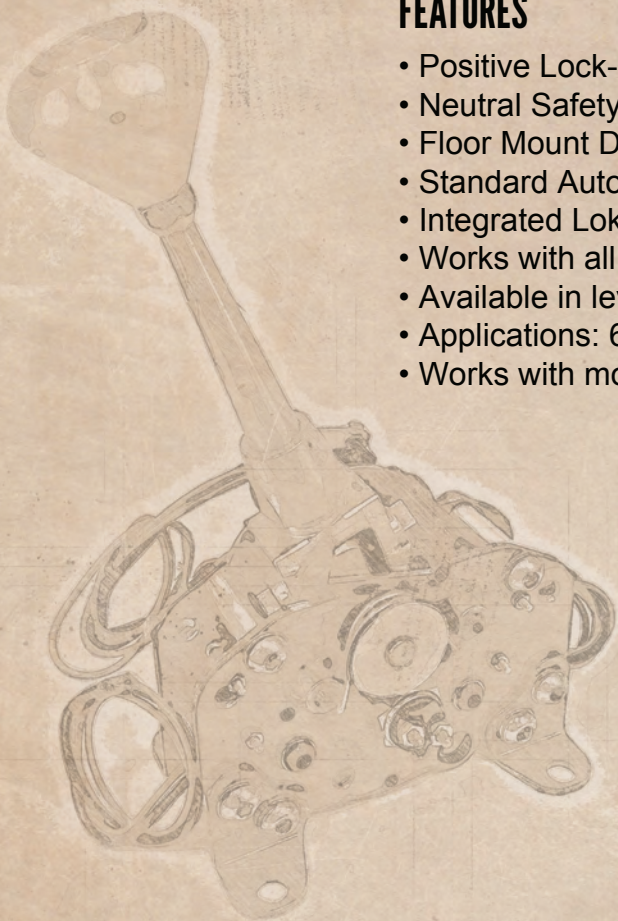 FEATURES
• Positive Lock-
• Neutral Safety
• Floor Mount D
• Standard Auto
• Integrated Lok
• Works with all
• Available in le
• Applications: 
• Works with mo